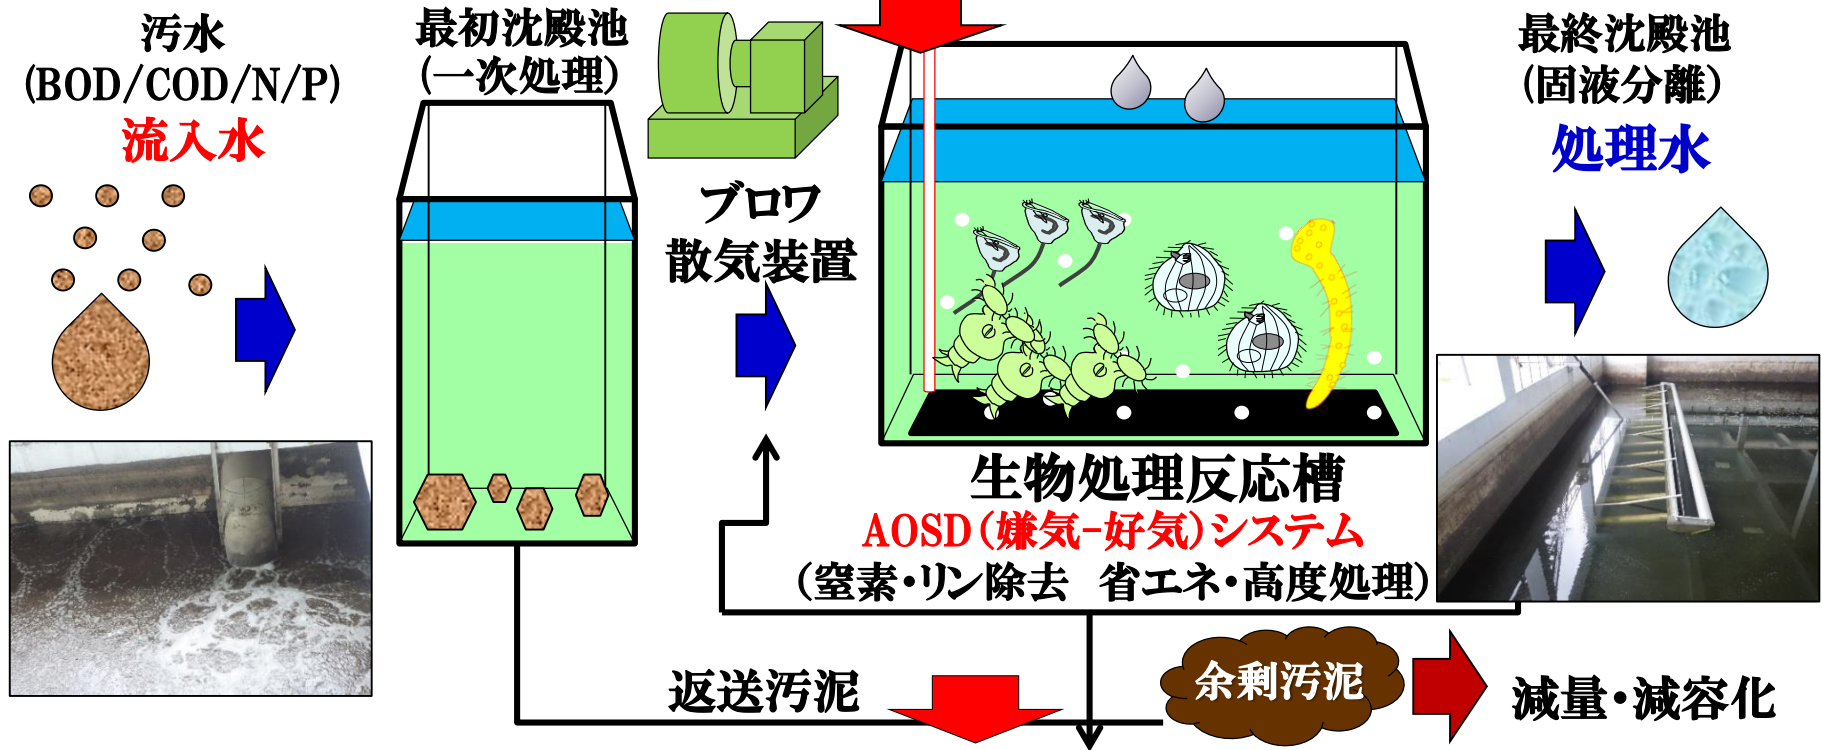 汚水
(BOD/COD/N/P)
流入水
最初沈殿池
(一次処理)
ブロワ
散気装置
最終沈殿池
(固液分離)
処理水
生物処理反応槽
AOSD(嫌気-好気)システム
(窒素・リン除去　省エネ・高度処理)
返送汚泥
余剰汚泥
減量・減容化